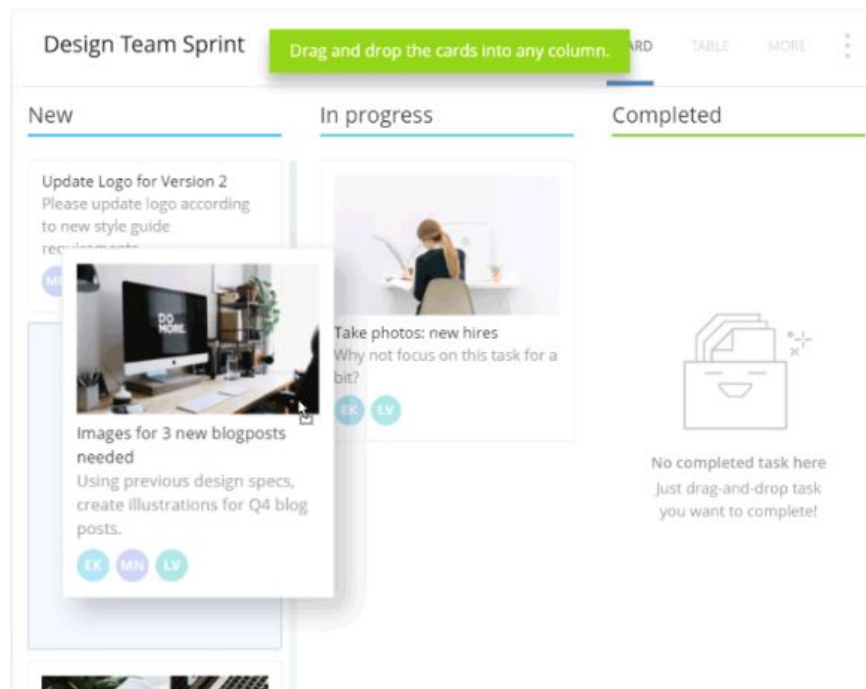 Design Team Sprint
Drag and drop the cards into any column.
ARD
TABLE
MORE
New
In progress
Completed
Update Logo for Version 2
Please update logo according
to new style guide
requirements
DO
MORE.
Images for 3 new blogposts
needed
Using previous design specs,
create illustrations for Q4 blog
posts.
EK
MN
LV
Take photos: new hires
Why not focus on this task for a
bit?
EK
LV
No completed task here
Just drag-and-drop task
you want to complete!